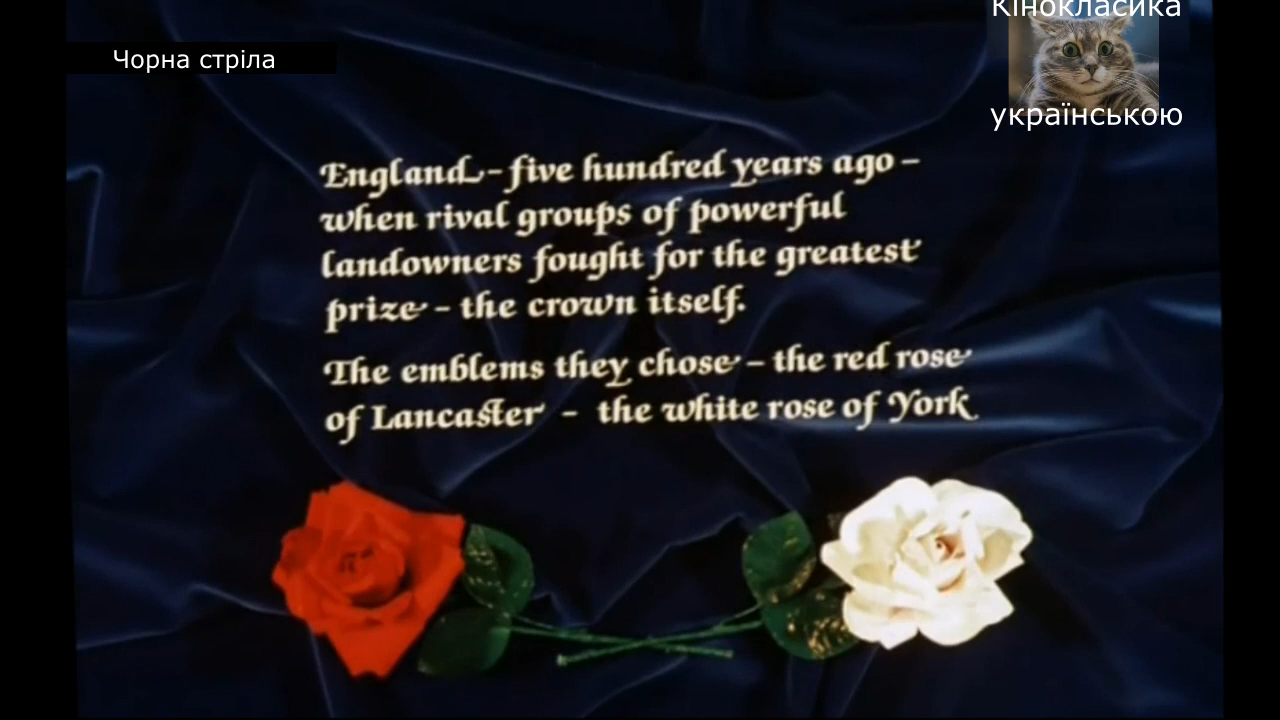 Кінокласика
Чорна стріла
українською
England - five hundred years ago -
when rival groups of powerful
landowners fought for the greatest
prize - the crown itself.
The emblems they chose - the red rose
of Lancaster - the white rose of York